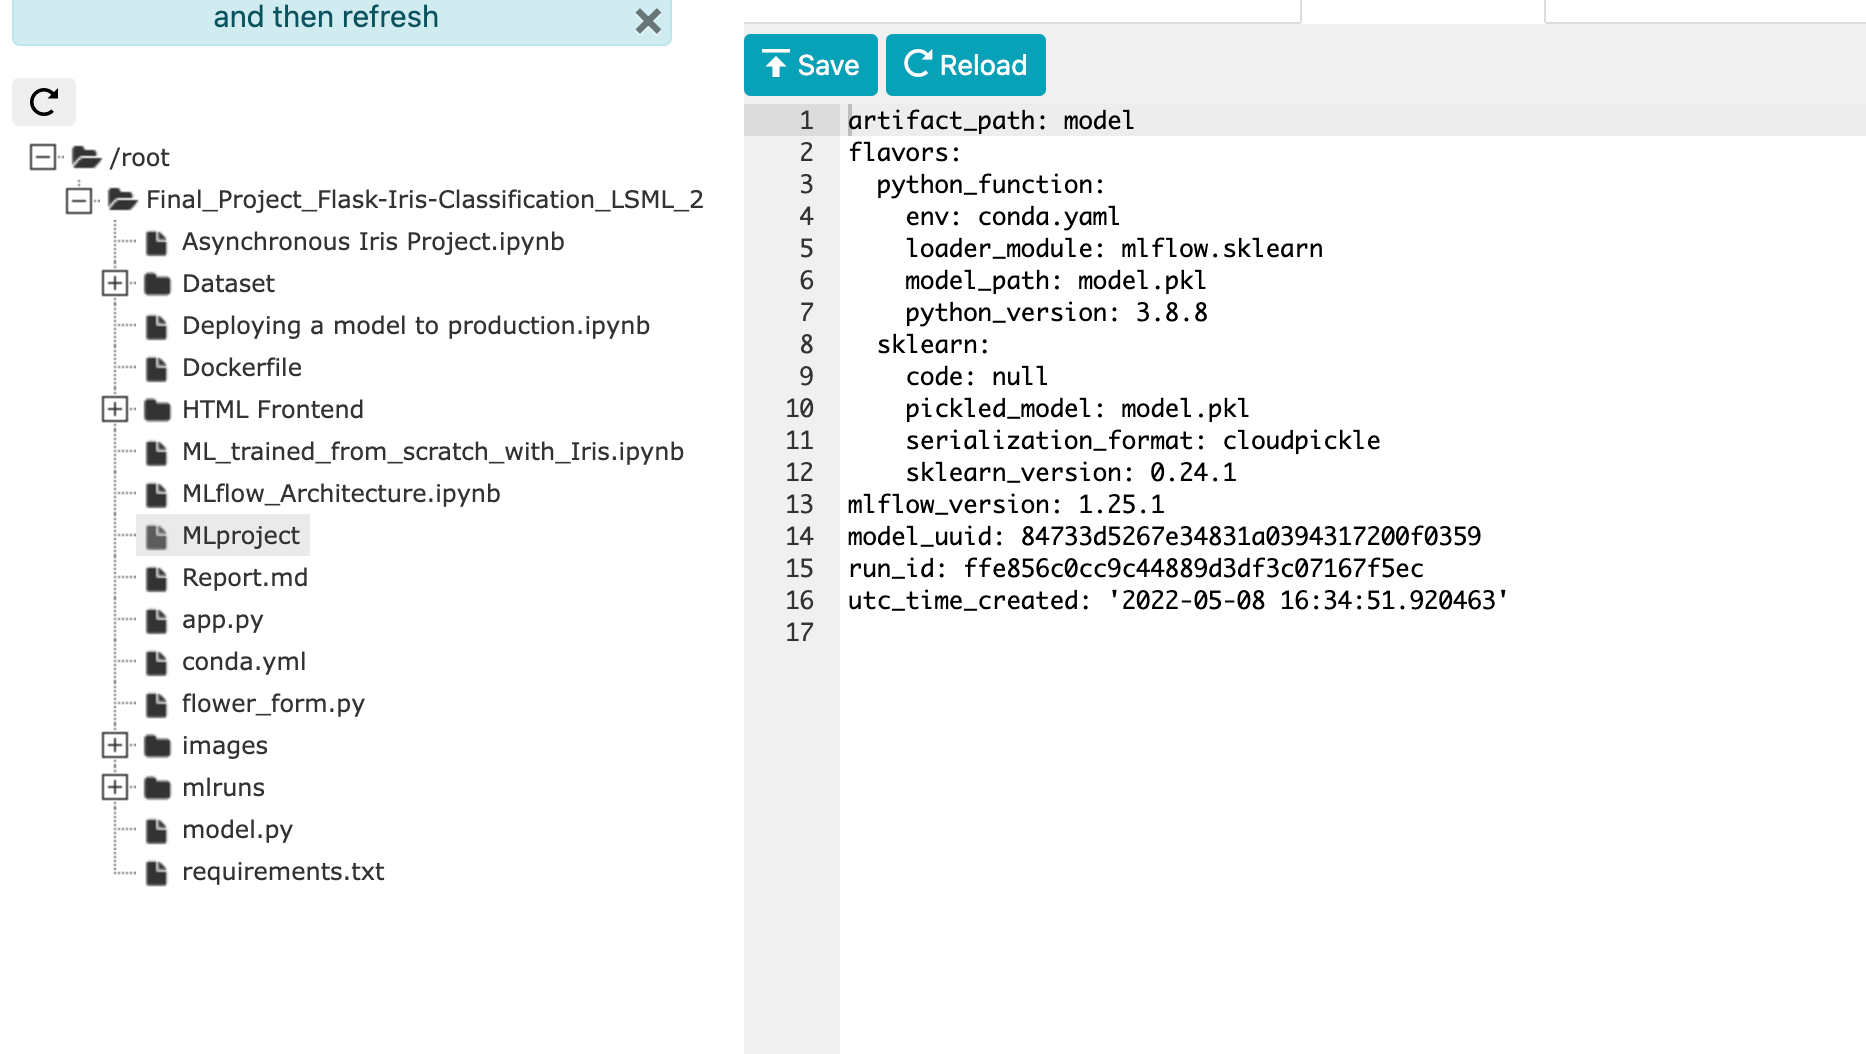 and then refresh
/root
Final_Project_Flask-Iris-Classification_LSML_2
Asynchronous Iris Project.ipynb
Dataset
Deploying a model to production.ipynb
Dockerfile
HTML Frontend
ML_trained_from_scratch_with_Iris.ipynb
MLflow_Architecture.ipynb
MLproject
Report.md
app.py
conda.yml
flower_form.py
images
mlruns
model.py
requirements.txt
Save
Reload
1 artifact_path: model
2 flavors:
3 python_function:
4 env: conda.yaml
5 loader_module: mlflow.sklearn
6 model_path: model.pkl
7 python_version: 3.8.8
8 sklearn:
9 code: null
10 pickled_model: model.pkl
11 serialization_format: cloudpickle
12 sklearn_version: 0.24.1
13 mlflow_version: 1.25.1
14 model_uuid: 84733d5267e34831a0394317200f0359
15 run_id: ffe856c0cc9c44889d3df3c07167f5ec
16 utc_time_created: '2022-05-08 16:34:51.920463'
17